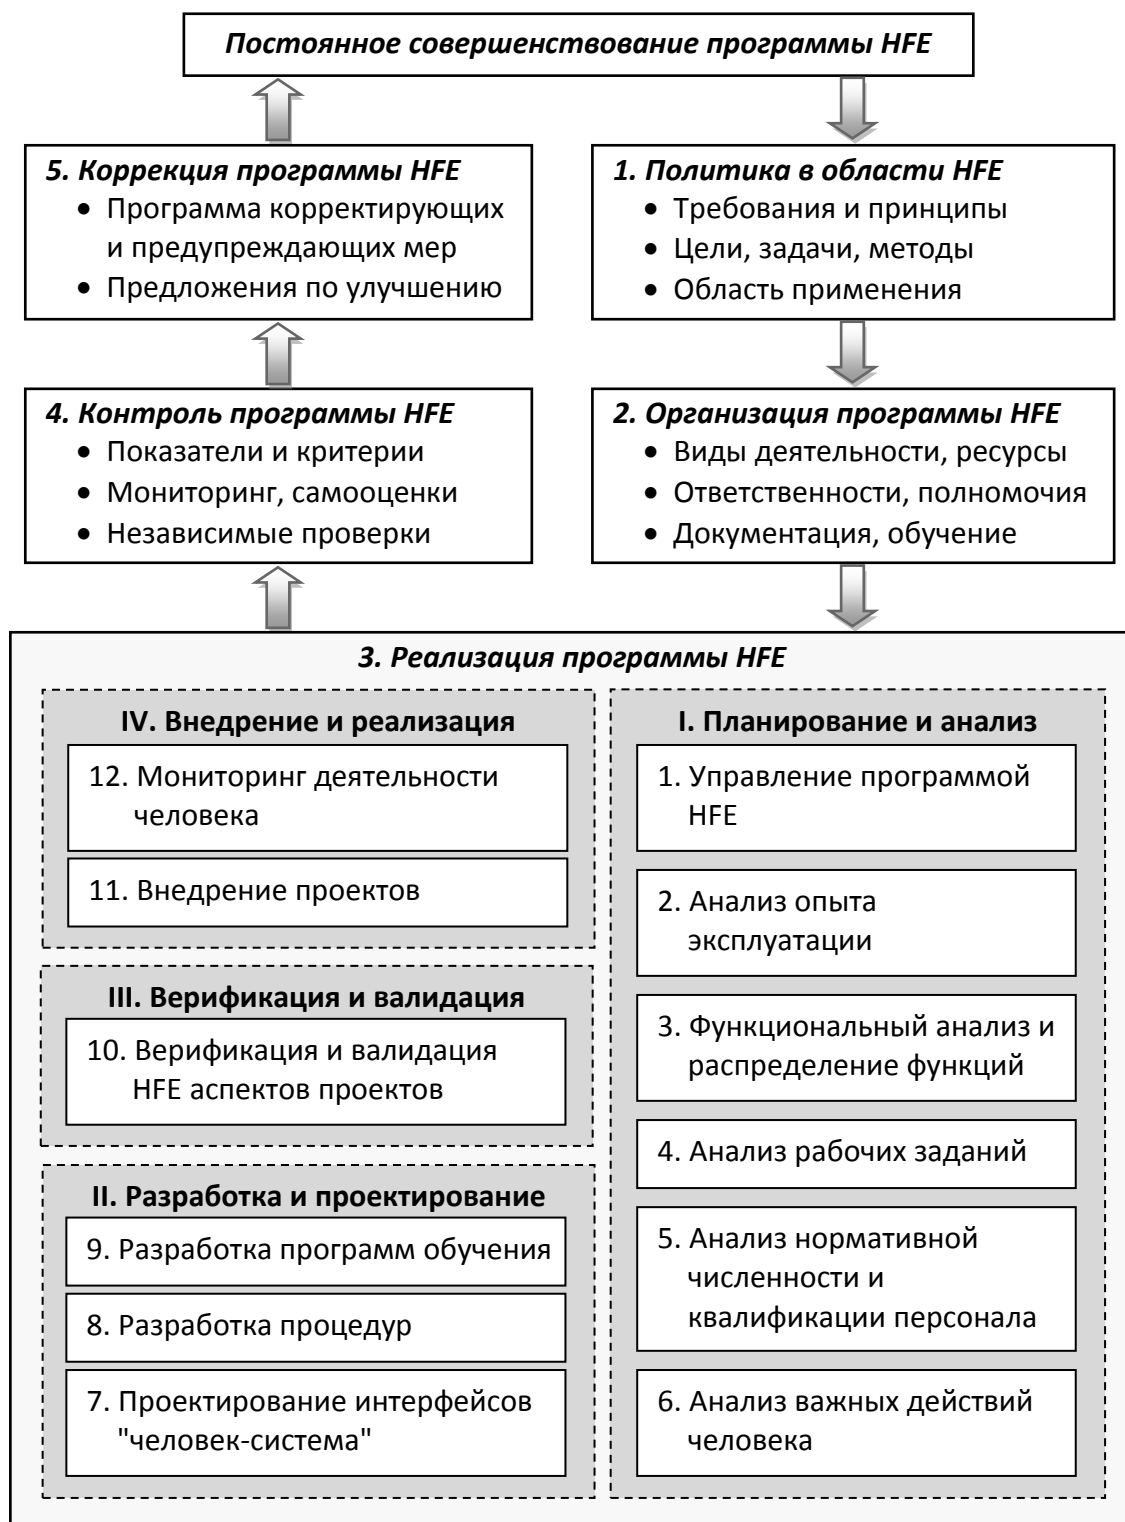 Постоянное совершенствование программы HFE
5. Коррекция программы HFE
• Программа корректирующих
и предупреждающих мер
• Предложения по улучшению
1. Политика в области HFE
• Требования и принципы
• Цели, задачи, методы
• Область применения
4. Контроль программы HFE
• Показатели и критерии
• Мониторинг, самооценки
• Независимые проверки
2. Организация программы HFE
• Виды деятельности, ресурсы
• Ответственности, полномочия
• Документация, обучение
3. Реализация программы HFE
IV. Внедрение и реализация
12. Мониторинг деятельности
человека
11. Внедрение проектов
III. Верификация и валидация
10. Верификация и валидация
HFE аспектов проектов
II. Разработка и проектирование
9. Разработка программ обучения
8. Разработка процедур
7. Проектирование интерфейсов
"человек-система"
I. Планирование и анализ
1. Управление программой
HFE
2. Анализ опыта
эксплуатации
3. Функциональный анализ и
распределение функций
4. Анализ рабочих заданий
5. Анализ нормативной
численности и
квалификации персонала
6. Анализ важных действий
человека